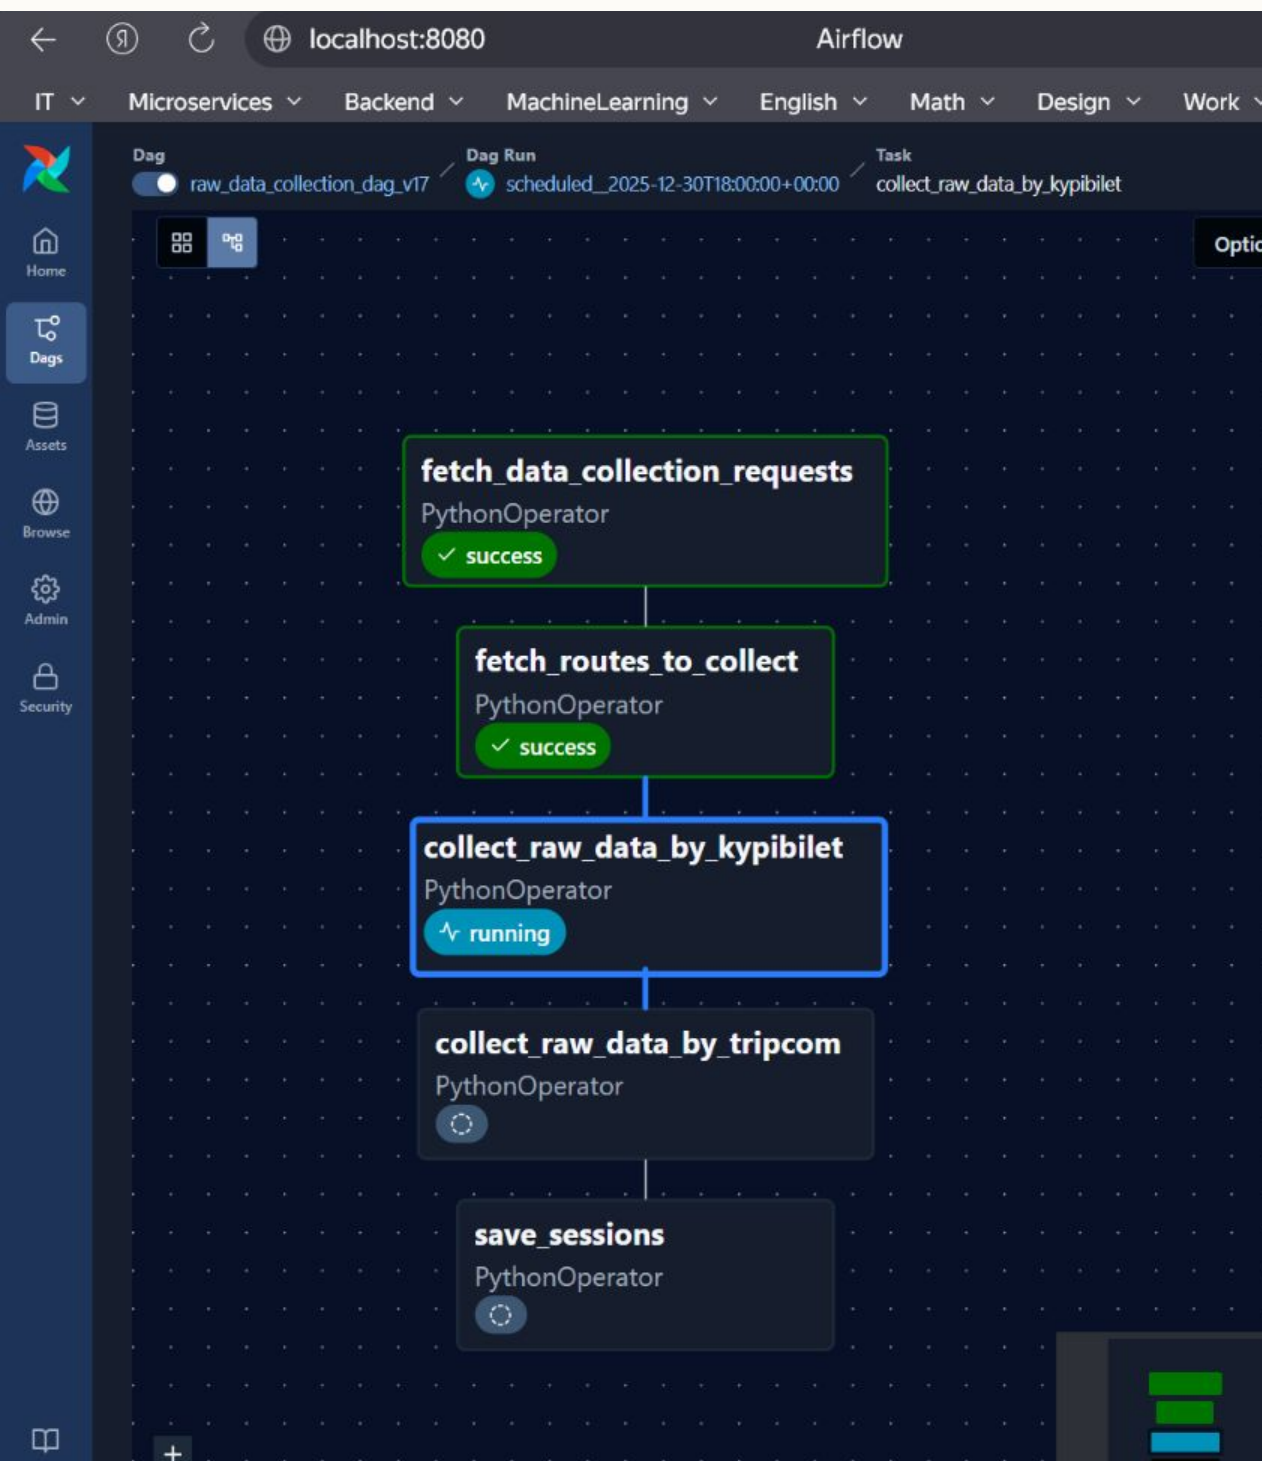 localhost:8080 Airflow
IT Microservices Backend MachineLearning English Math Design Work
Dag Dag Run Task
raw_data_collection_dag_v17 scheduled__2025-12-30T18:00:00+00:00 collect_raw_data_by_kypibilet
Home
Optio
Dags
Assets
fetch_data_collection_requests
PythonOperator
Browse
success
Admin
fetch_routes_to_collect
PythonOperator
Security
success
collect_raw_data_by_kypibilet
PythonOperator
running
collect_raw_data_by_tripcom
PythonOperator
save_sessions
PythonOperator